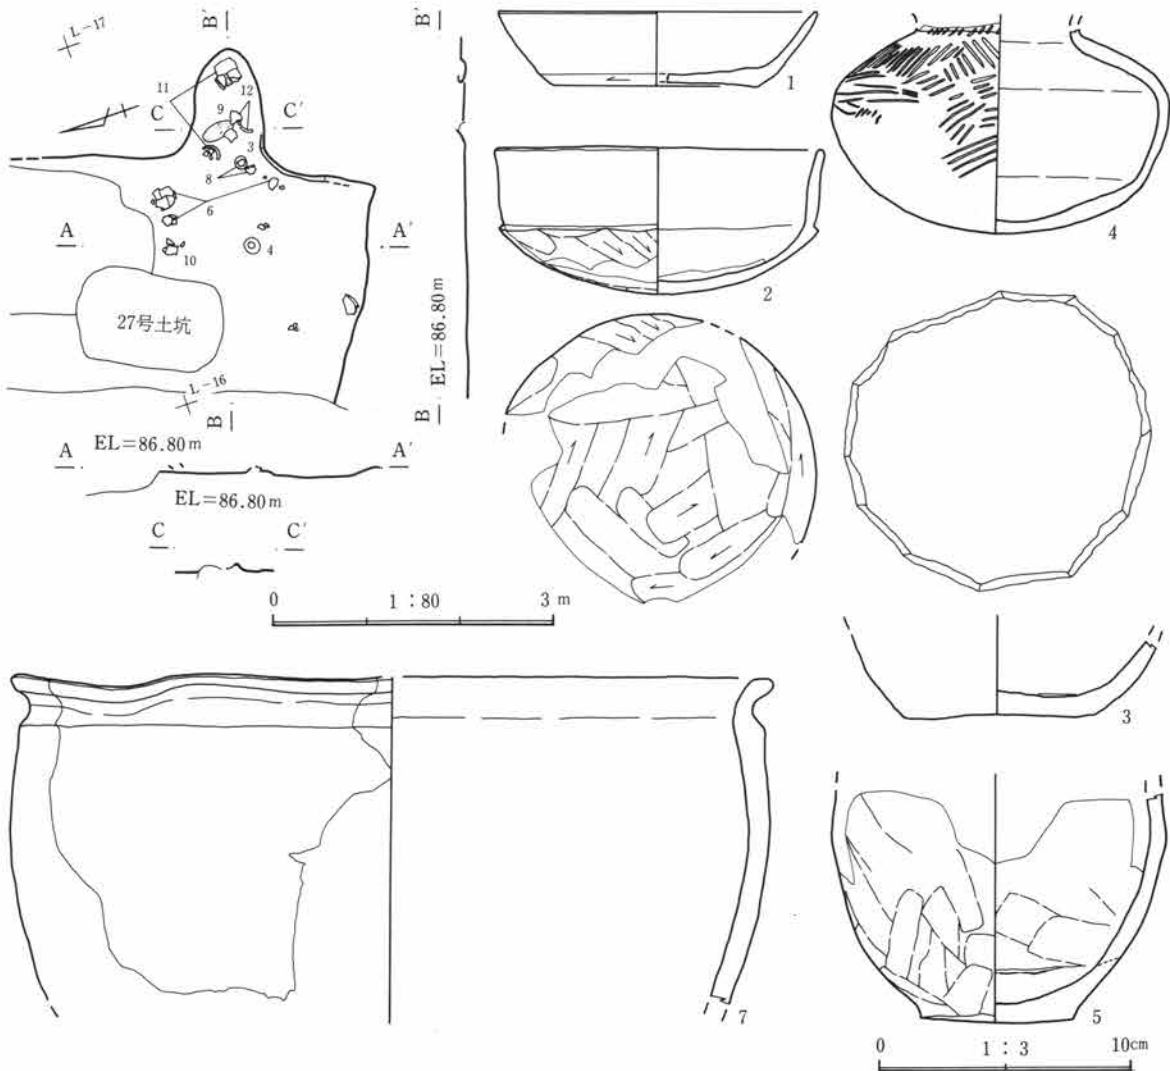 L-17
B B′
11
12
C 9 C′
3
8
6
A A′
10 4
27号土坑
L-16
B B
EL=86.80m
A EL=86.80m A′
EL=86.80m
C C′
0 1：80 3 m
1
2
4
3
7
5
0 1：3 10cm